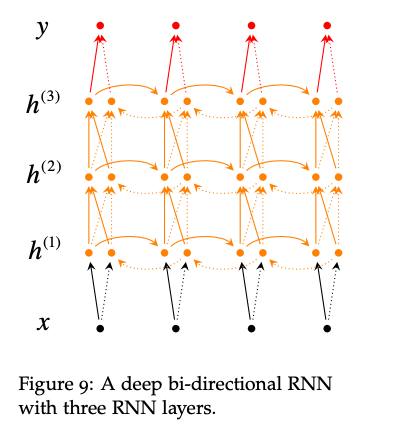 y
h(3)
h(2)
h(1)
x
Figure 9: A deep bi-directional RNN
with three RNN layers.